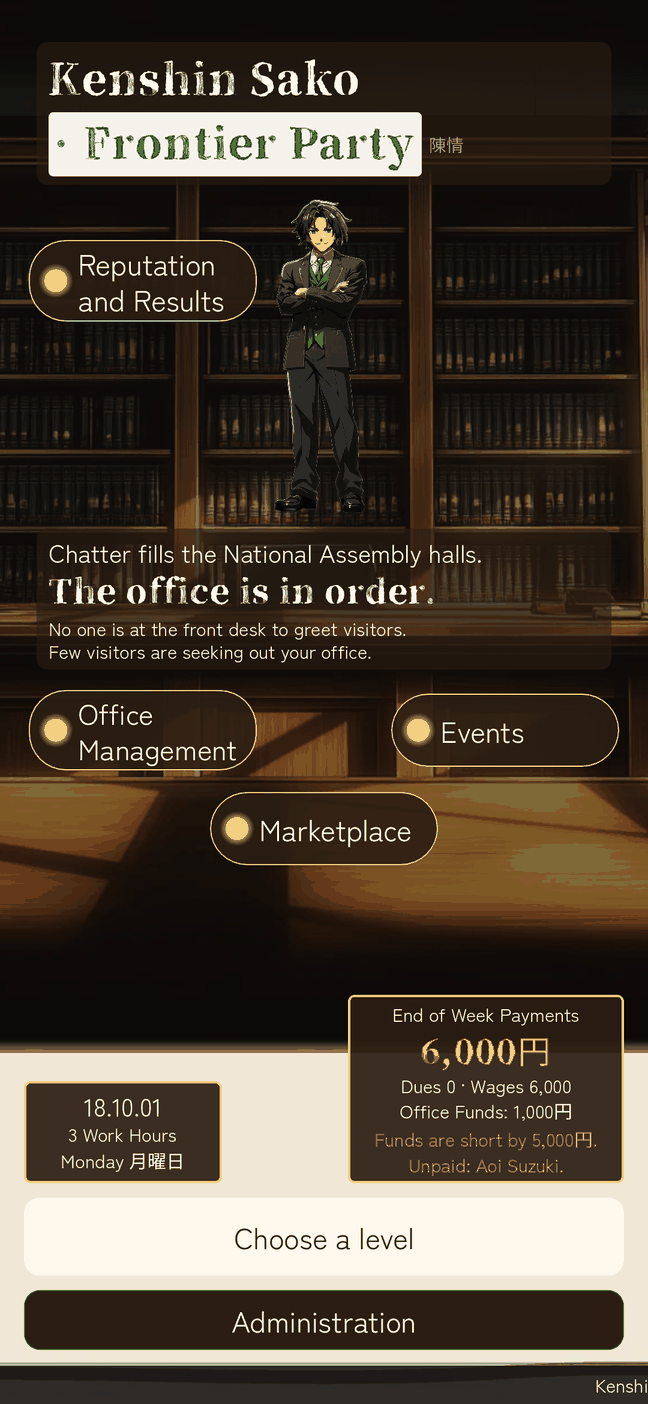 Kenshin Sako
· Frontier Party 陳情
Reputation
and Results
Chatter fills the National Assembly halls.
The office is in order.
No one is at the front desk to greet visitors.
Few visitors are seeking out your office.
Office
Management
Events
Marketplace
End of Week Payments
6,000円
Dues 0 · Wages 6,000
Office Funds: 1,000円
Funds are short by 5,000円.
Unpaid: Aoi Suzuki.
18.10.01
3 Work Hours
Monday 月曜日
Choose a level
Administration
Kenshi